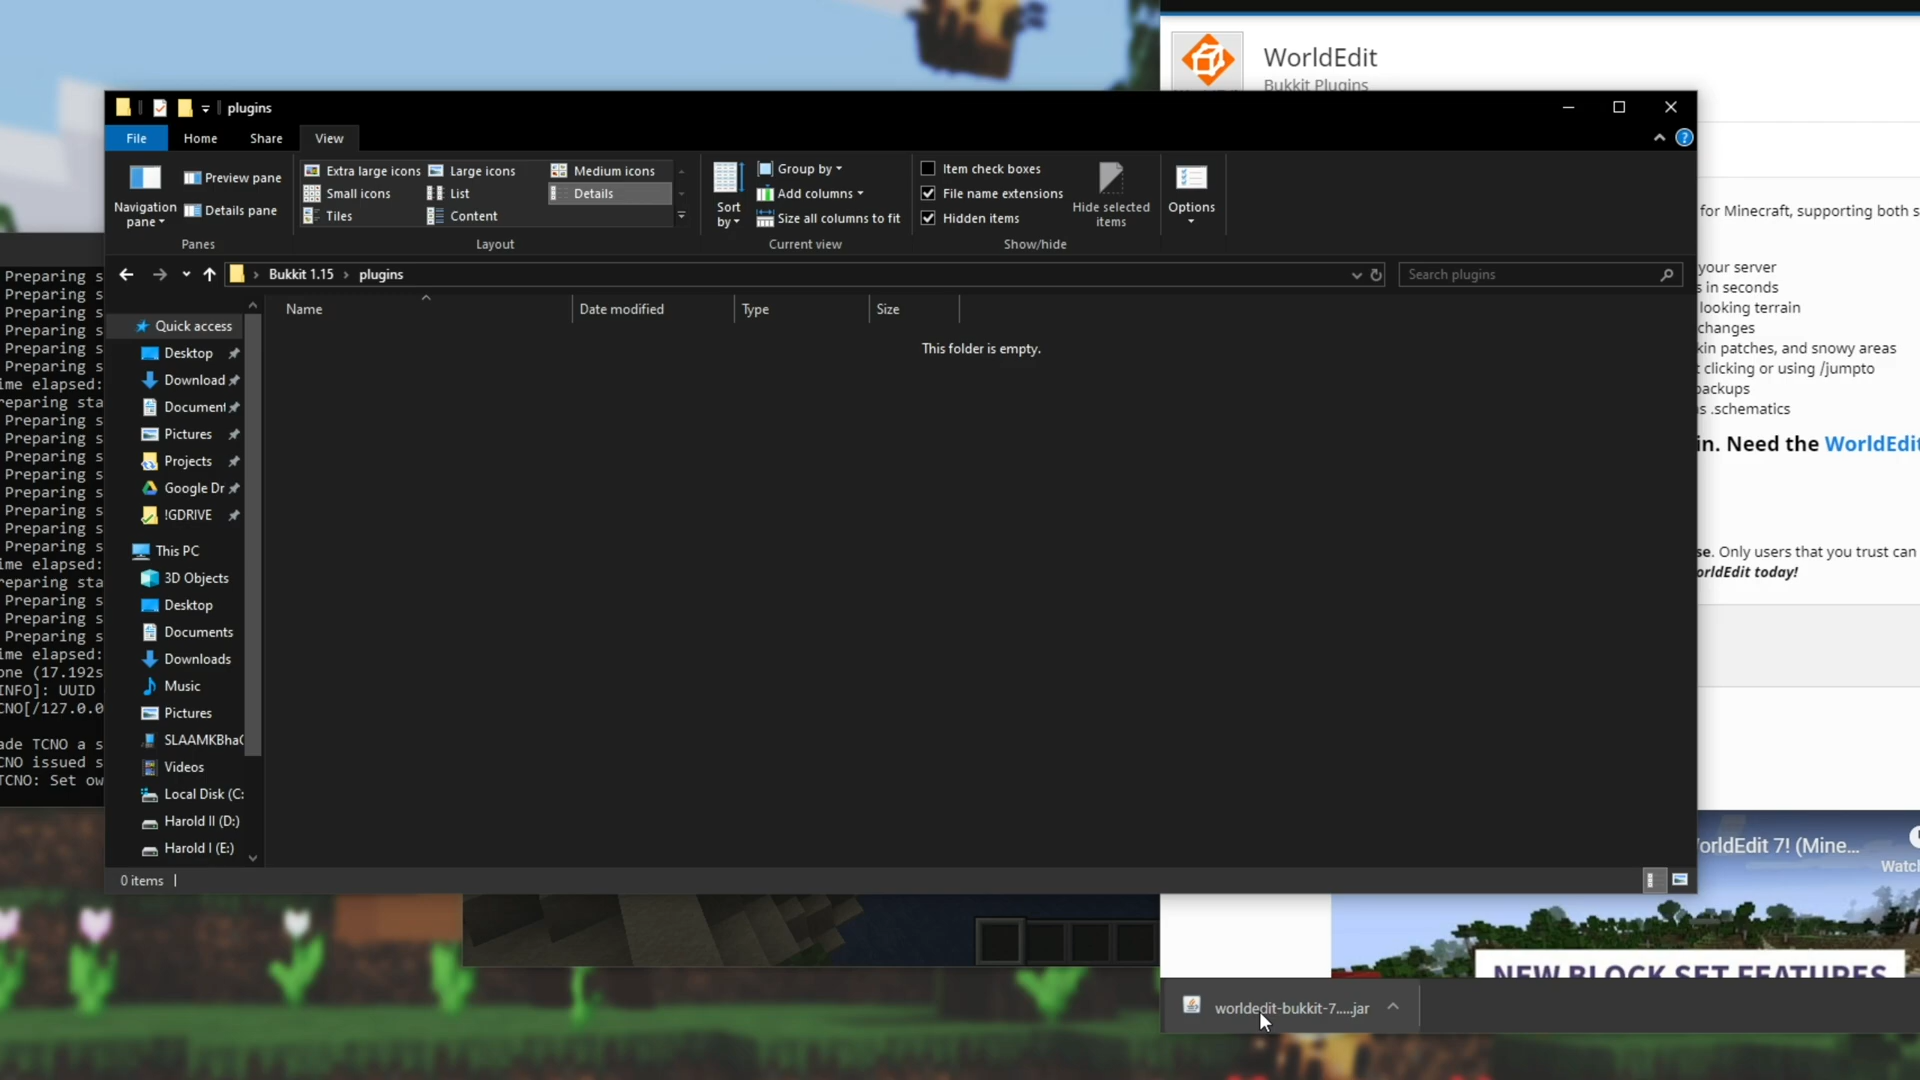 WorldEdit
Bukkit Plugins
plugins
File Home Share View
Navigation pane
Preview pane
Details pane
Panes
Extra large icons Large icons Medium icons
Small icons List Details
Tiles Content
Layout
Sort by
Group by
Add columns
Size all columns to fit
Current view
Item check boxes
File name extensions
Hidden items
Hide selected items
Show/hide
Options
Bukkit 1.15 › plugins
Search plugins
Name Date modified Type Size
This folder is empty.
Quick access
Desktop
Download
Document
Pictures
Projects
Google Dr
!GDRIVE
This PC
3D Objects
Desktop
Documents
Downloads
Music
Pictures
SLAAMKBha
Videos
Local Disk (C:
Harold II (D:)
Harold I (E:)
0 items
Preparing s
Preparing s
Preparing s
Preparing s
Preparing s
Preparing s
ime elapsed:
reparing sta
Preparing s
Preparing s
Preparing s
Preparing s
Preparing s
Preparing s
Preparing s
Preparing s
ime elapsed:
reparing sta
Preparing s
Preparing s
Preparing s
ime elapsed:
one (17.192s
INFO]: UUID
CNO[/127.0.0
ade TCNO a s
CNO issued s
TCNO: Set ow
for Minecraft, supporting both s
your server
s in seconds
looking terrain
changes
kin patches, and snowy areas
t clicking or using /jumpto
backups
as .schematics
in. Need the WorldEdit
se. Only users that you trust can
orldEdit today!
orldEdit 7! (Mine...
Watch
NEW BLOCK SET FEATURES
worldedit-bukkit-7.....jar